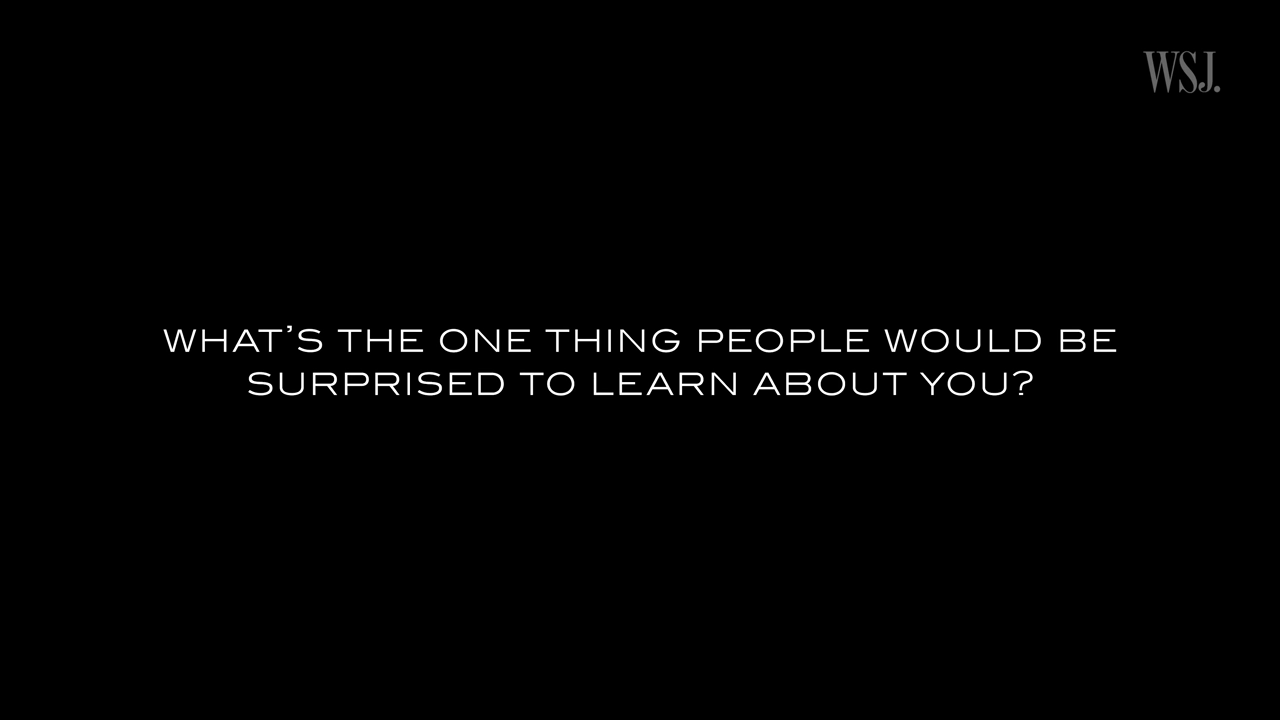 WSJ.
WHAT’S THE ONE THING PEOPLE WOULD BE
SURPRISED TO LEARN ABOUT YOU?